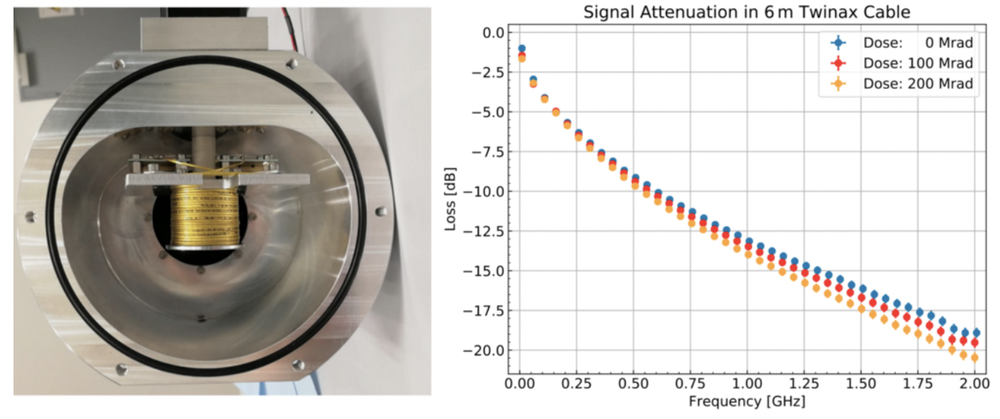 Signal Attenuation in 6 m Twinax Cable
Loss [dB]
0.0
−2.5
−5.0
−7.5
−10.0
−12.5
−15.0
−17.5
−20.0
Dose: 0 Mrad
Dose: 100 Mrad
Dose: 200 Mrad
0.00 0.25 0.50 0.75 1.00 1.25 1.50 1.75 2.00
Frequency [GHz]